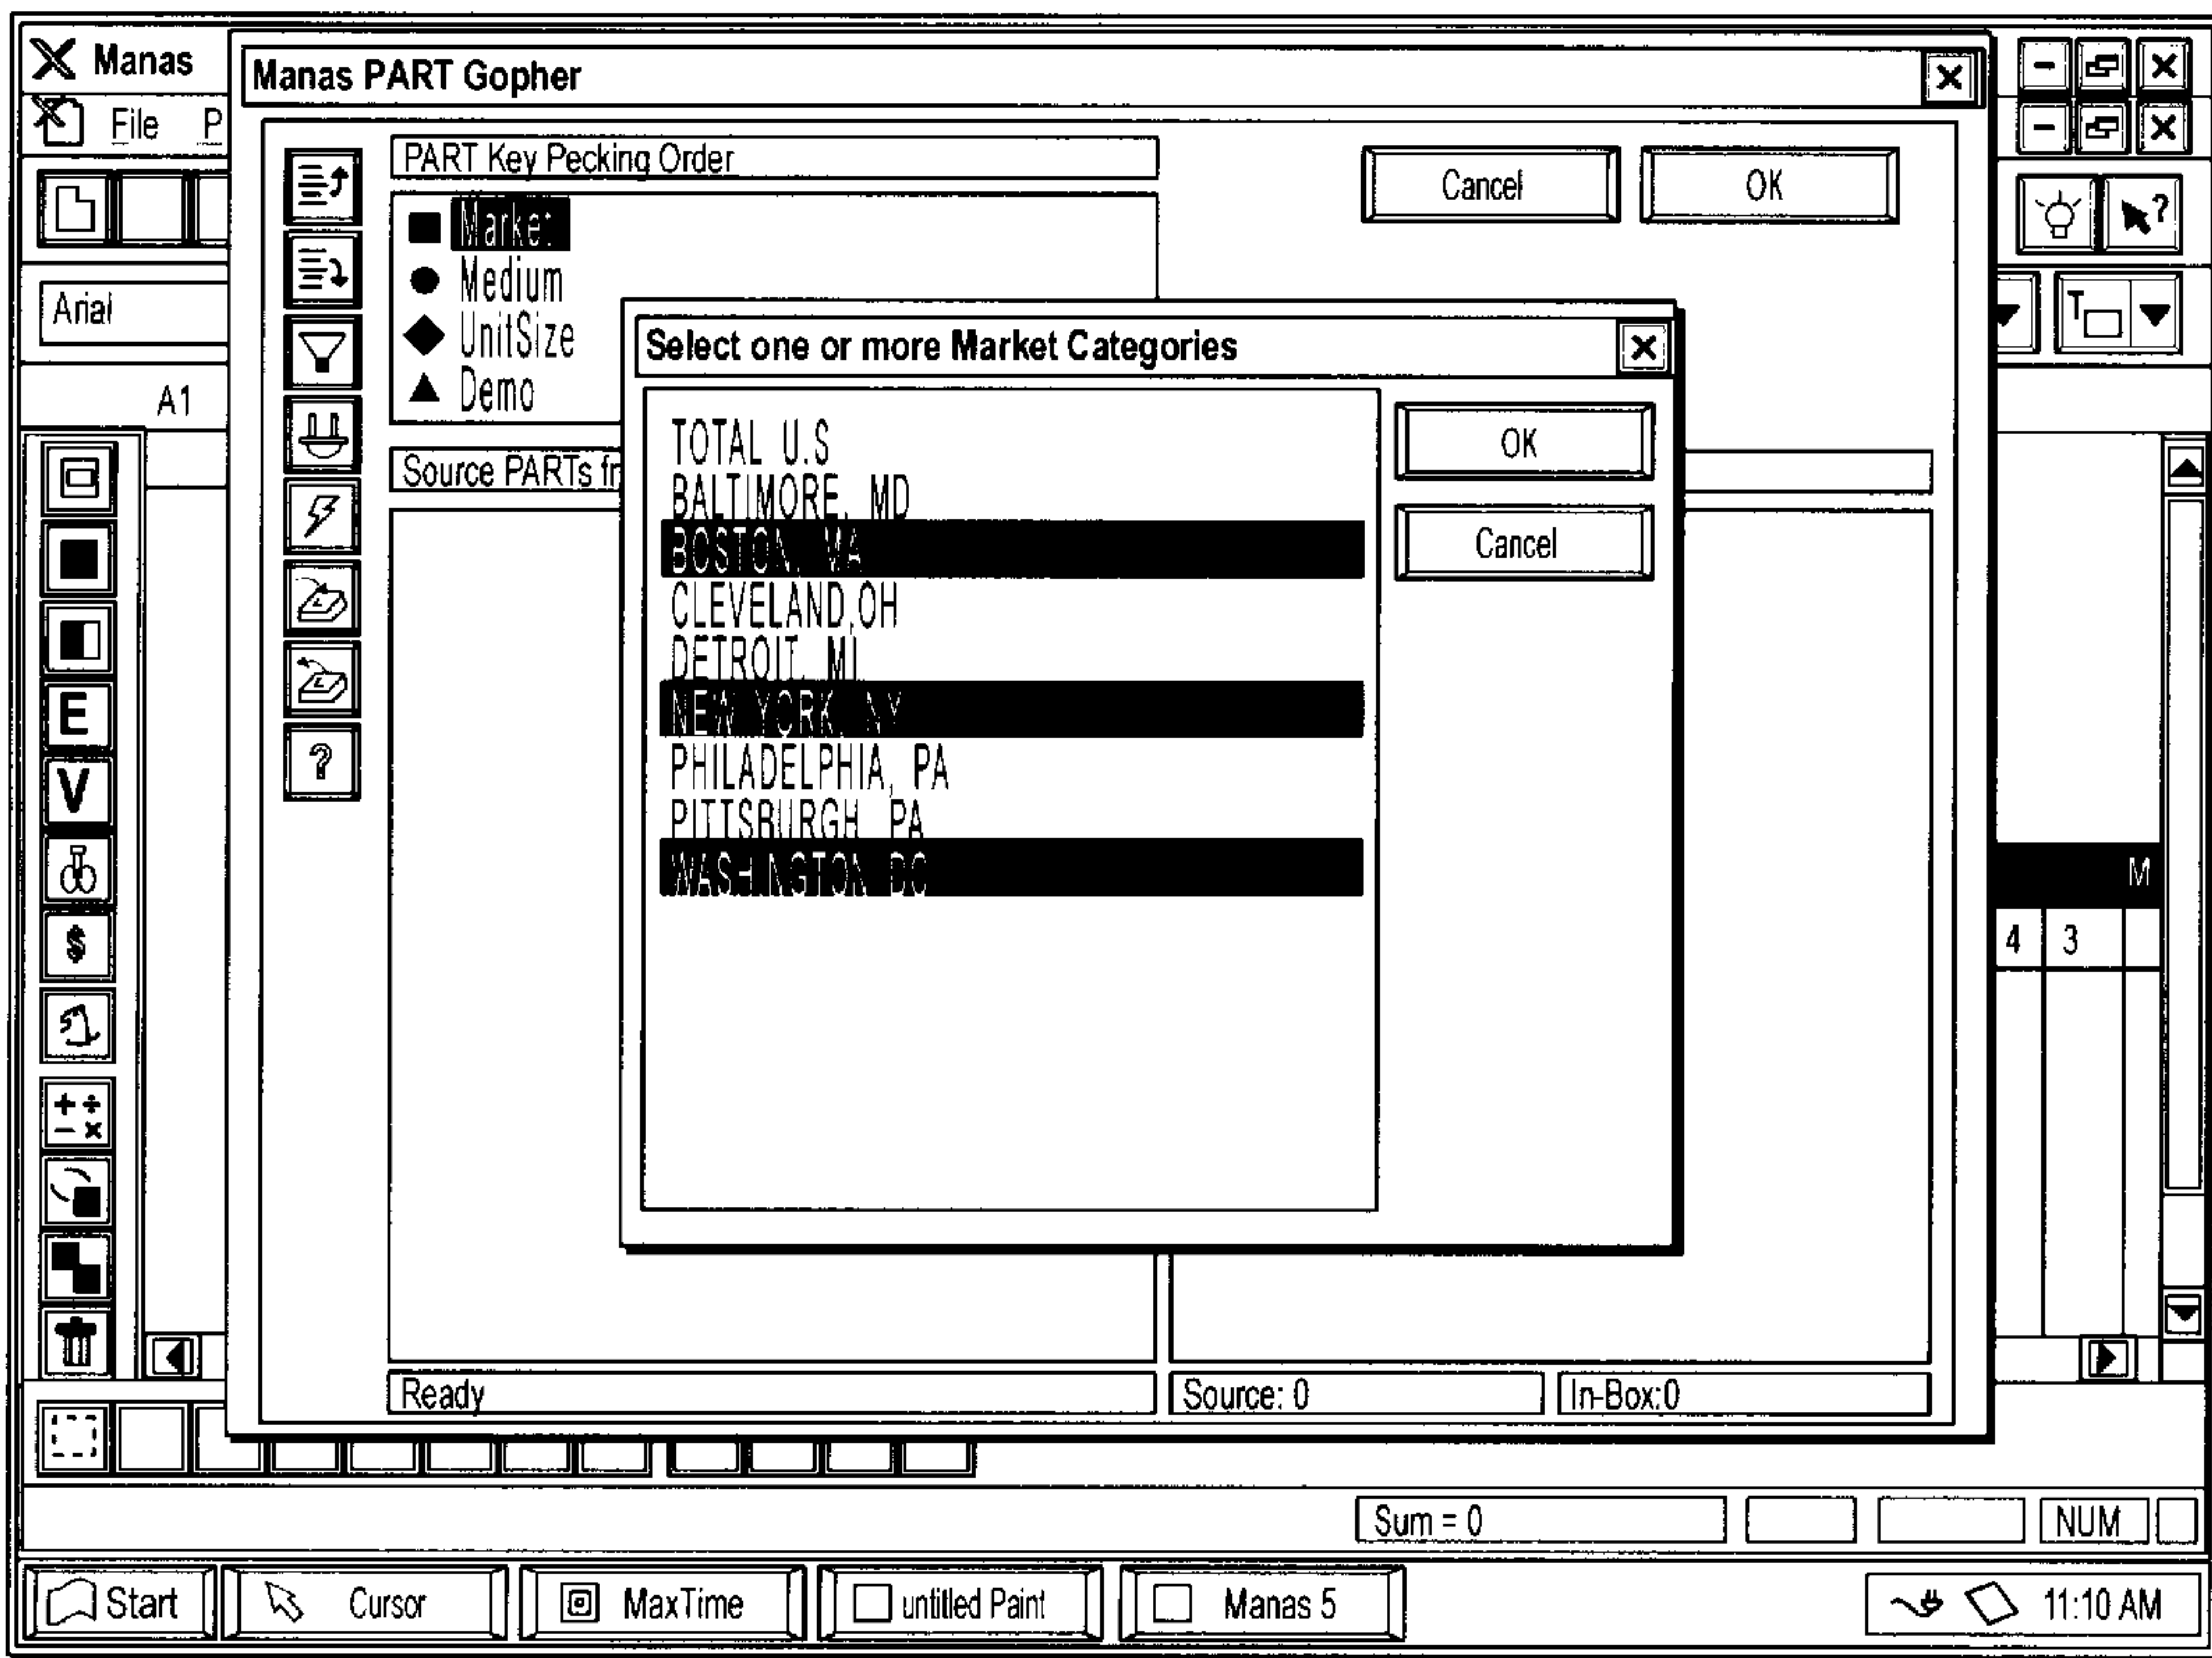 Manas
Manas PART Gopher
File P
PART Key Pecking Order
Cancel
OK
Market
Medium
UnitSize
Demo
Arial
A1
Select one or more Market Categories
TOTAL U.S
BALTIMORE, MD
BOSTON, MA
CLEVELAND,OH
DETROIT, MI
NEW YORK, NY
PHILADELPHIA, PA
PITTSBURGH, PA
WASHINGTON DC
OK
Cancel
Source PARTs fr
E
V
$
?
?
T
M
4 3
Ready
Source: 0
In-Box:0
Sum = 0
NUM
Start
Cursor
MaxTime
untitled Paint
Manas 5
11:10 AM